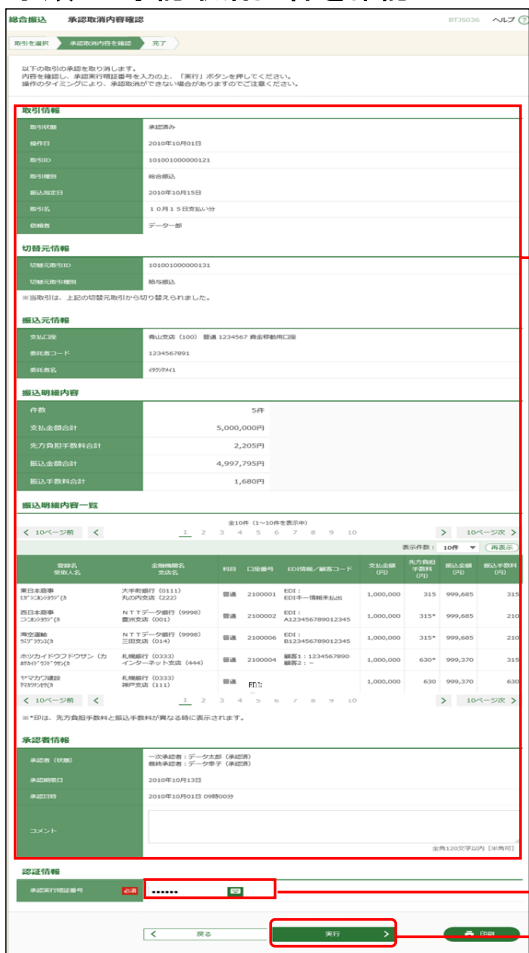 総合振込 承認取消内容確認 BTJS036 ヘルプ ?
取引を選択 承認取消内容を確認 完了
以下の取引の承認を取り消します。
内容を確認し、承認実行暗証番号を入力の上、「実行」ボタンを押してください。
操作のタイミングにより、承認取消ができない場合がありますのでご注意ください。
取引情報
取引状態 承認済み
操作日 2010年10月01日
取引ID 101001000000121
取引種別 総合振込
振込指定日 2010年10月15日
取引名 10月15日支払い分
依頼者 データ一郎
切替元情報
切替元取引ID 101001000000131
切替元取引種別 給与振込
※当取引は、上記の切替元取引から切り替えられました。
振込元情報
支払口座 青山支店(100) 普通 1234567 資金移動用口座
委託者コード 1234567891
委託者名
振込明細内容
件数 5件
支払金額合計 5,000,000円
先方負担手数料合計 2,205円
振込金額合計 4,997,795円
振込手数料合計 1,680円
振込明細内容一覧
全10件(1~10件を表示中)
< 10ページ前 < 1 2 3 4 5 6 7 8 9 10 > 10ページ次 >
表示件数: 10件 再表示
登録名 受取人名 金融機関名 支店名 科目 口座番号 EDI情報/顧客コード 支払金額(円) 先方負担手数料(円) 振込金額(円) 振込手数料(円)
東日本商事 大手町銀行(0111) 普通 2100001 EDI: 1,000,000 315 999,685 315
丸の内支店(222) EDIキー情報未払出
西日本商事 NTTデータ銀行(9998) 普通 2100002 EDI: 1,000,000 315* 999,685 210
豊洲支店(001) A123456789012345
海空運輸 NTTデータ銀行(9998) 普通 2100006 EDI: 1,000,000 315* 999,685 210
三田支店(014) B123456789012345
ホツカイドウフドウサン(カ 札幌銀行(0333) 普通 2100004 顧客1:1234567890 1,000,000 630* 999,370 315
インターネット支店(444) 顧客2:-
ヤマカワ建設 札幌銀行(0333) 普通 EDI: 1,000,000 630 999,370 630
神戸支店(111)
< 10ページ前 < 1 2 3 4 5 6 7 8 9 10 > 10ページ次 >
※*印は、先方負担手数料と振込手数料が異なる時に表示されます。
承認者情報
承認者(状態) 一次承認者:データ太郎(承認済)
最終承認者:データ幸子(承認済)
承認期限日 2010年10月13日
承認日時 2010年10月01日 09時00分
コメント
全角120文字以内 [半角可]
認証情報
承認実行暗証番号 必須 ••••••
< 戻る 実行 > 印刷